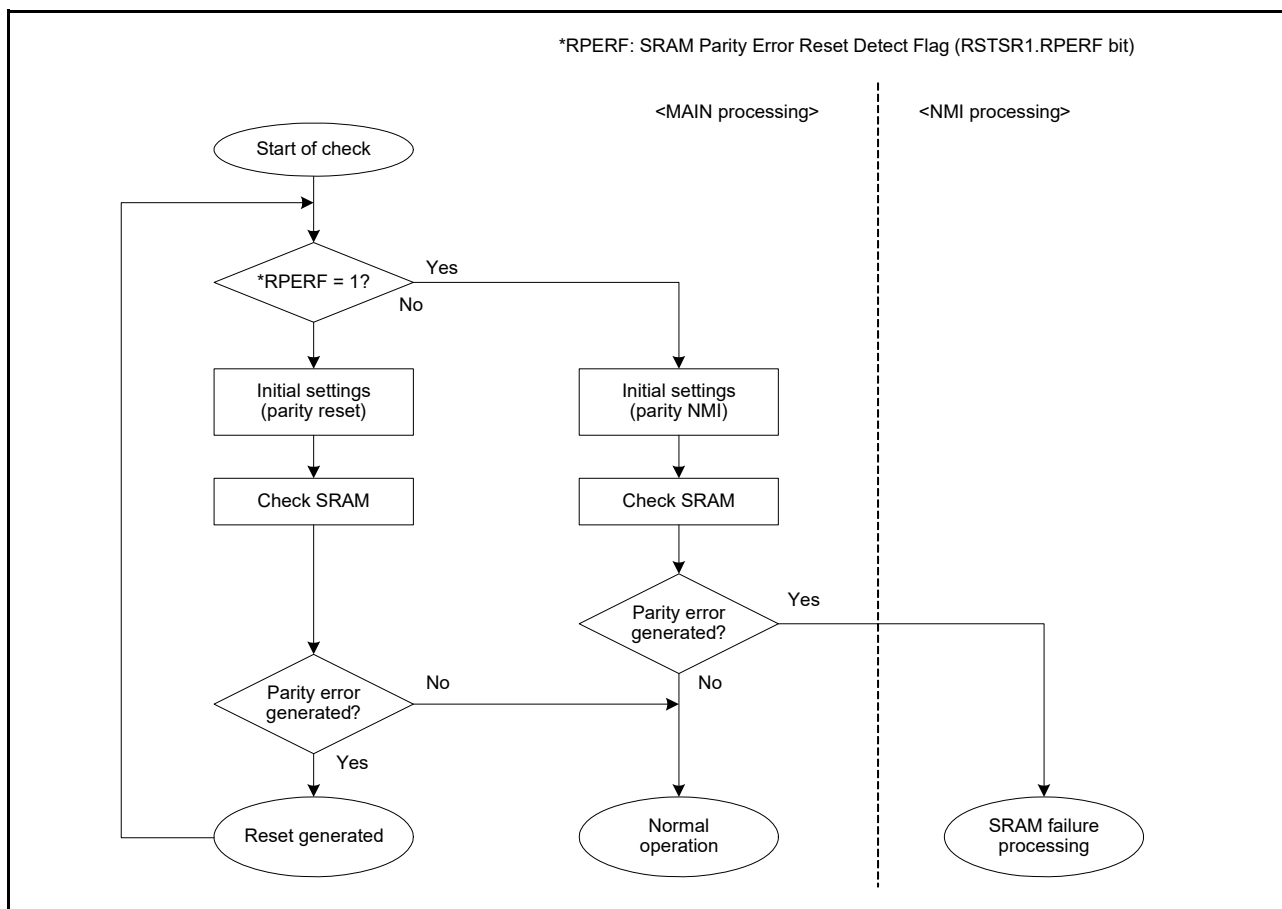 *RPERF: SRAM Parity Error Reset Detect Flag (RSTSR1.RPERF bit)
<MAIN processing>
<NMI processing>
Start of check
*RPERF = 1?
Yes
No
Initial settings
(parity reset)
Initial settings
(parity NMI)
Check SRAM
Check SRAM
Parity error
generated?
Yes
No
Parity error
generated?
No
Yes
Reset generated
Normal
operation
SRAM failure
processing